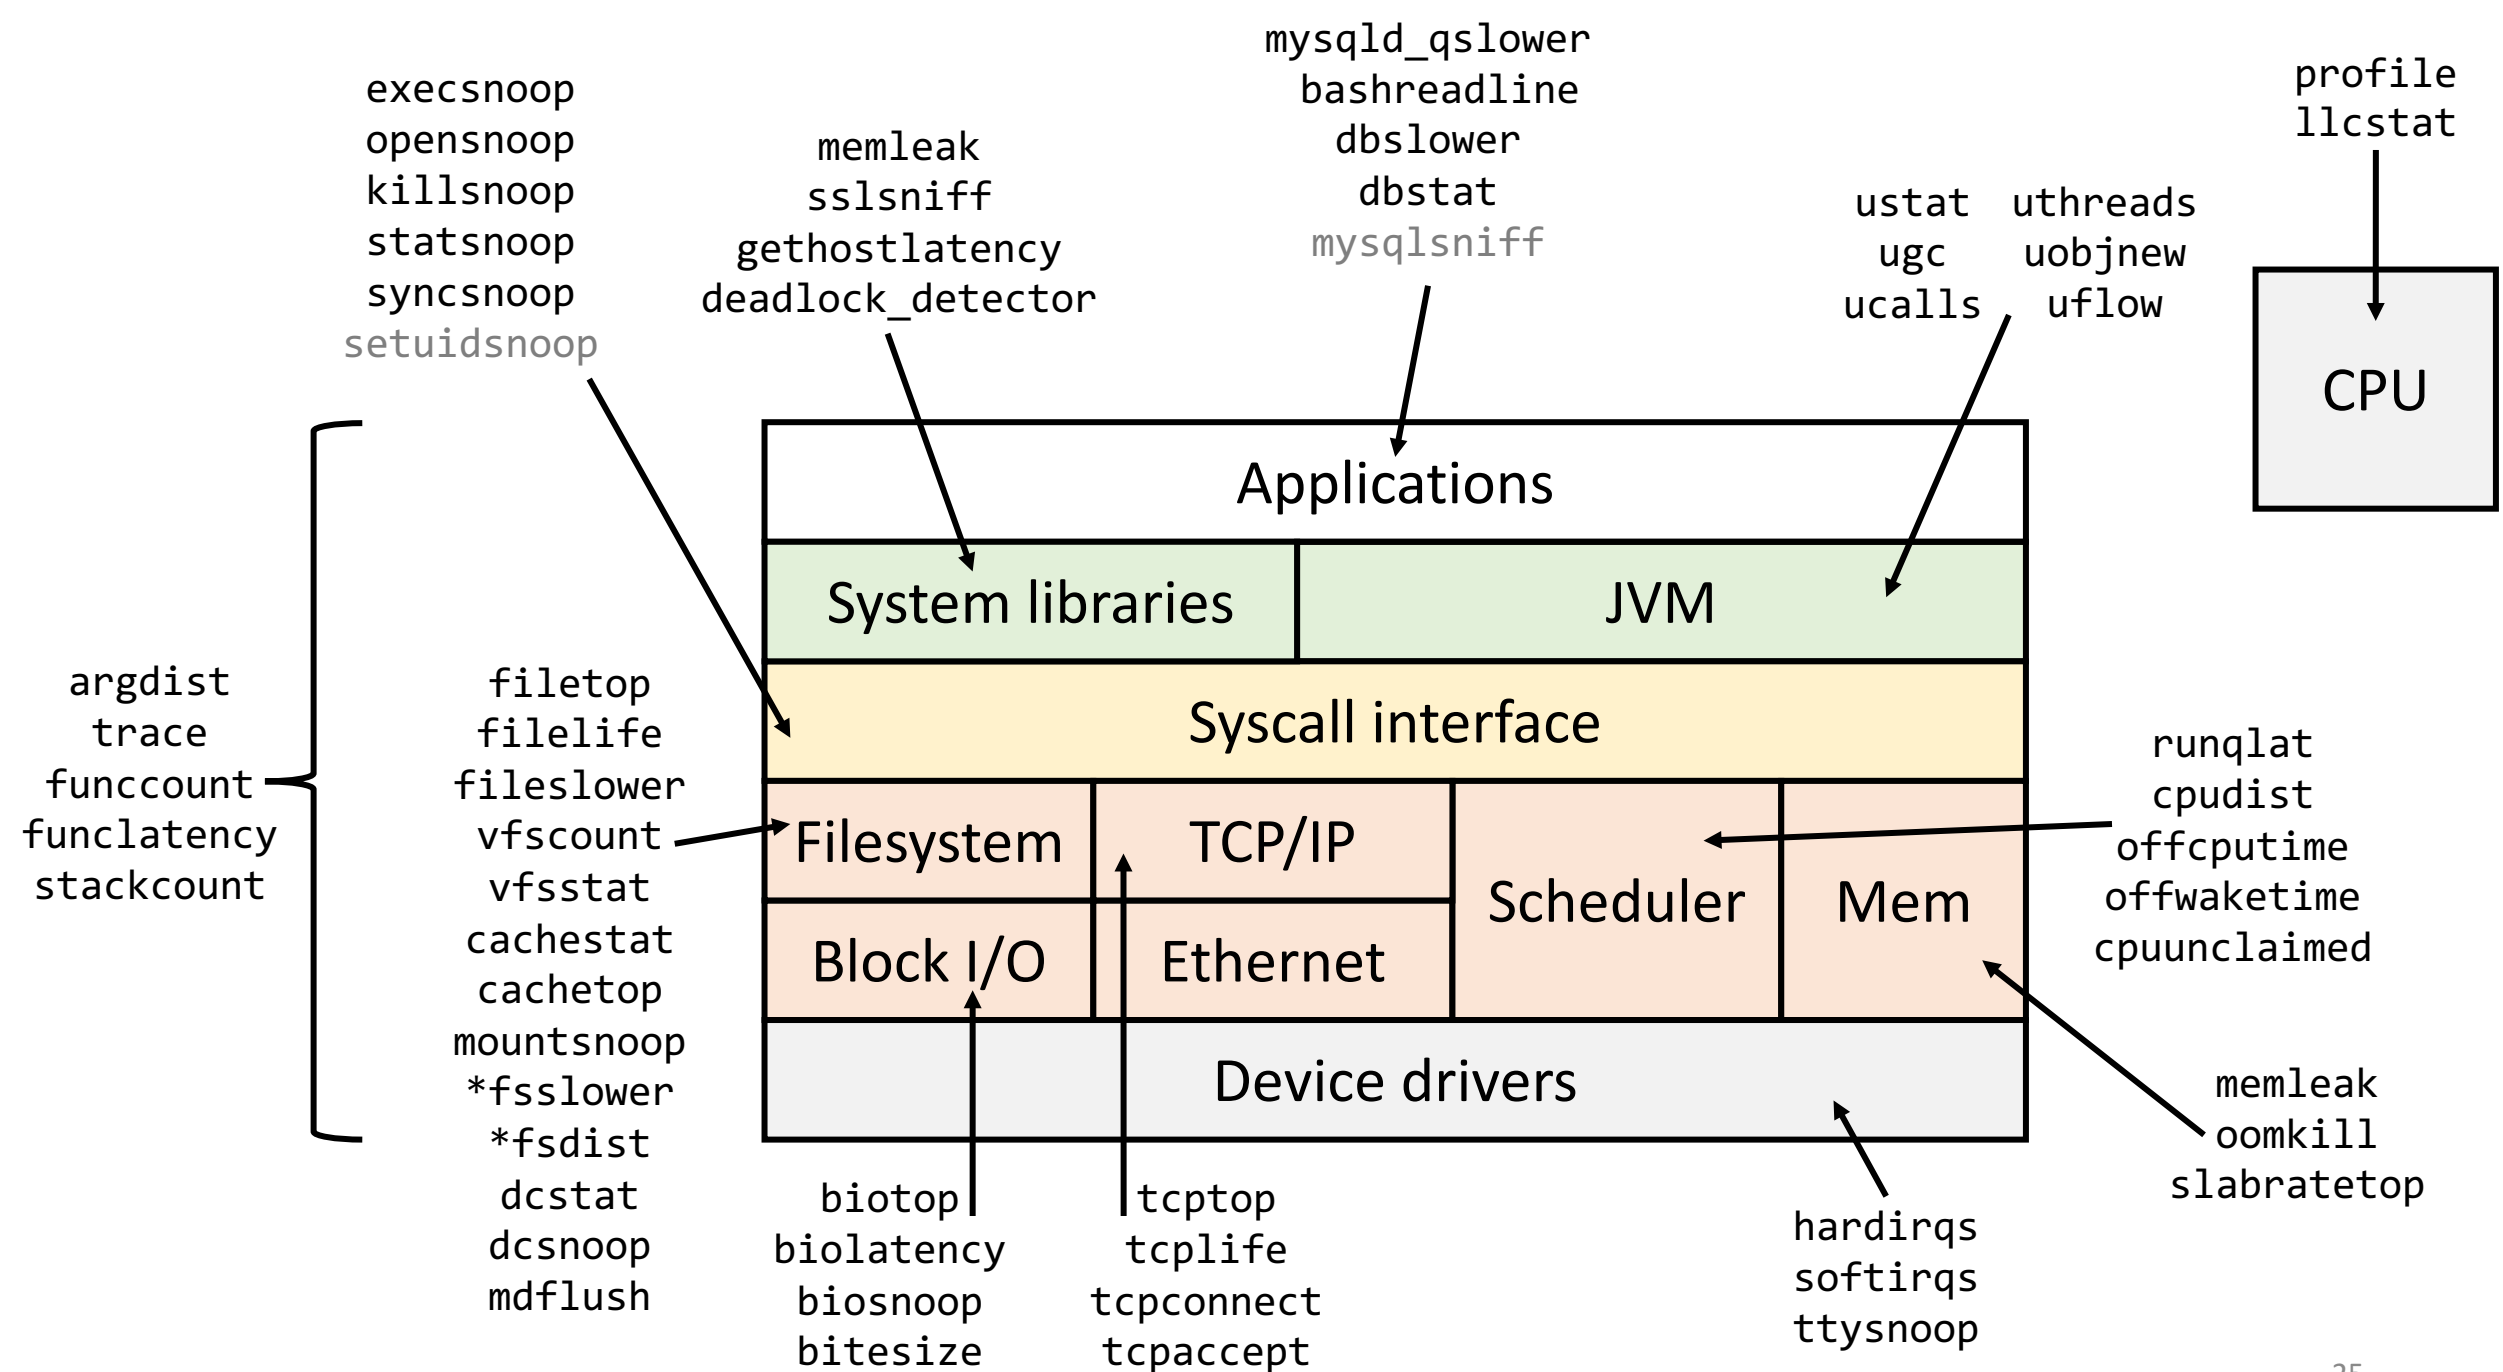 mysqld_qslower
bashreadline
dbslower
dbstat
mysqlsniff
profile
llcstat
execsnoop
opensnoop
killsnoop
statsnoop
syncsnoop
setuidsnoop
memleak
sslsniff
gethostlatency
deadlock_detector
ustat
ugc
ucalls
uthreads
uobjnew
uflow
CPU
Applications
System libraries
JVM
Syscall interface
Filesystem
TCP/IP
Scheduler
Mem
Block I/O
Ethernet
Device drivers
argdist
trace
funccount
funclatency
stackcount
filetop
filelife
fileslower
vfscount
vfsstat
cachestat
cachetop
mountsnoop
*fsslower
*fsdist
dcstat
dcsnoop
mdflush
runqlat
cpudist
offcputime
offwaketime
cpuunclaimed
memleak
oomkill
slabratetop
biotop
biolatency
biosnoop
bitesize
tcptop
tcplife
tcpconnect
tcpaccept
hardirqs
softirqs
ttysnoop